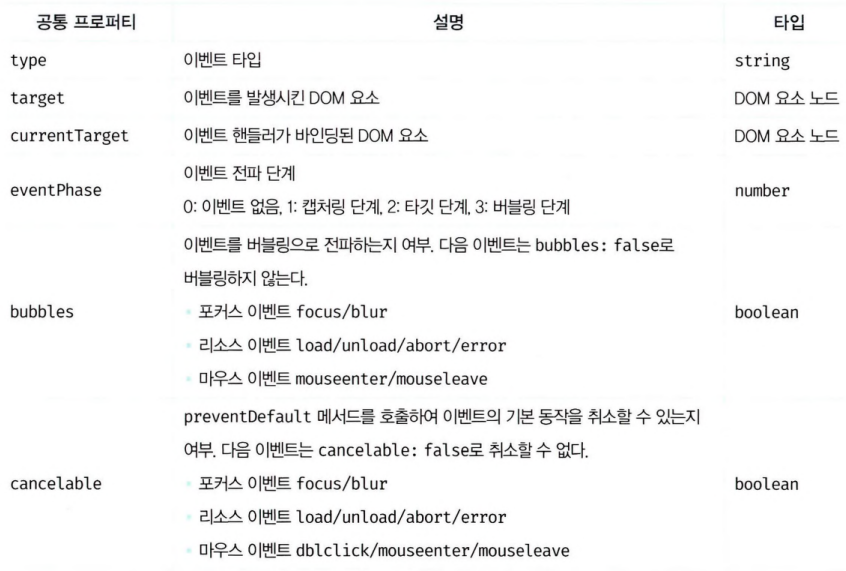 공통 프로퍼티 설명 타입
type 이벤트 타입 string
target 이벤트를 발생시킨 DOM 요소 DOM 요소 노드
currentTarget 이벤트 핸들러가 바인딩된 DOM 요소 DOM 요소 노드
이벤트 전파 단계
eventPhase number
0: 이벤트 없음, 1: 캡처링 단계, 2: 타깃 단계, 3: 버블링 단계
이벤트를 버블링으로 전파하는지 여부. 다음 이벤트는 bubbles: false로
버블링하지 않는다.
bubbles • 포커스 이벤트 focus/blur boolean
• 리소스 이벤트 load/unload/abort/error
• 마우스 이벤트 mouseenter/mouseleave
preventDefault 메서드를 호출하여 이벤트의 기본 동작을 취소할 수 있는지
여부. 다음 이벤트는 cancelable: false로 취소할 수 없다.
cancelable • 포커스 이벤트 focus/blur boolean
• 리소스 이벤트 load/unload/abort/error
• 마우스 이벤트 dblclick/mouseenter/mouseleave